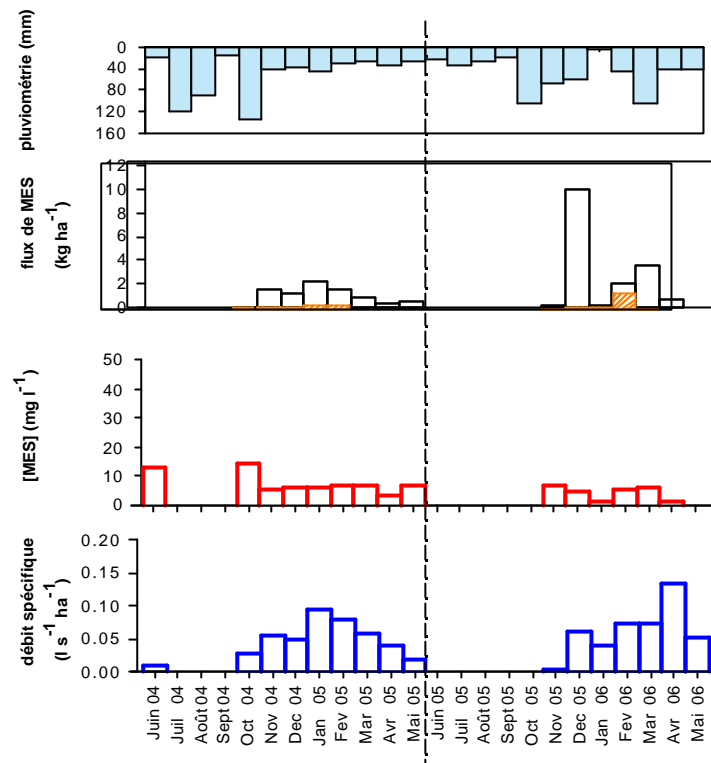 pluviométrie (mm)
0
40
80
120
160
flux de MES
(kg ha-1)
12
10
8
6
4
2
0
[MES] (mg l-1)
50
40
30
20
10
0
débit spécifique
(l s-1 ha-1)
0.20
0.15
0.10
0.05
0.00
Juin 04
Juil 04
Août 04
Sept 04
Oct 04
Nov 04
Dec 04
Jan 05
Fev 05
Mar 05
Avr 05
Mai 05
Juin 05
Juil 05
Août 05
Sept 05
Oct 05
Nov 05
Dec 05
Jan 06
Fev 06
Mar 06
Avr 06
Mai 06